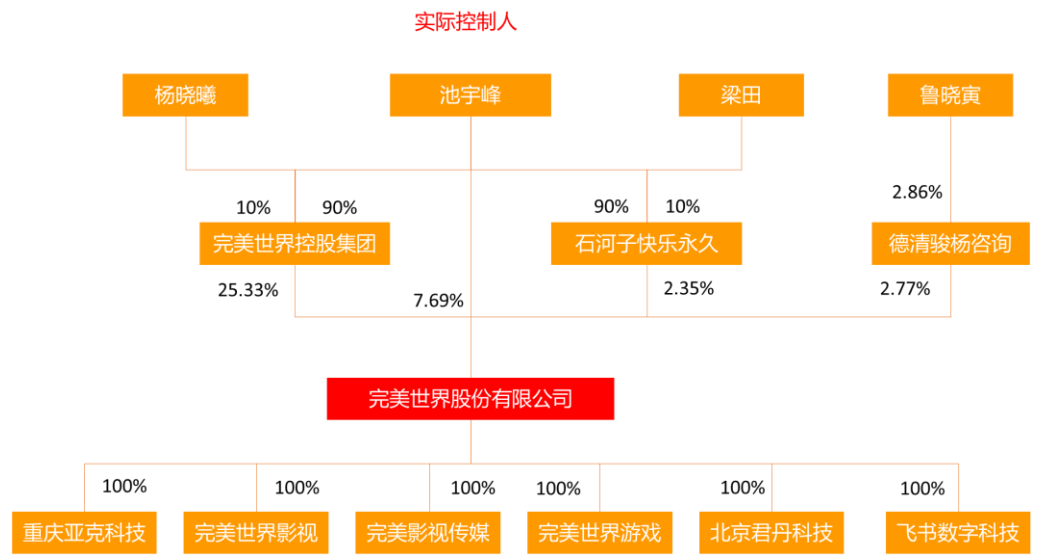 实际控制人
杨晓曦
池宇峰
梁田
鲁晓寅
2.86%
10%
90%
90%
10%
完美世界控股集团
石河子快乐永久
德清骏杨咨询
25.33%
7.69%
2.35%
2.77%
完美世界股份有限公司
100%
100%
100%
100%
100%
100%
重庆亚克科技
完美世界影视
完美影视传媒
完美世界游戏
北京君丹科技
飞书数字科技